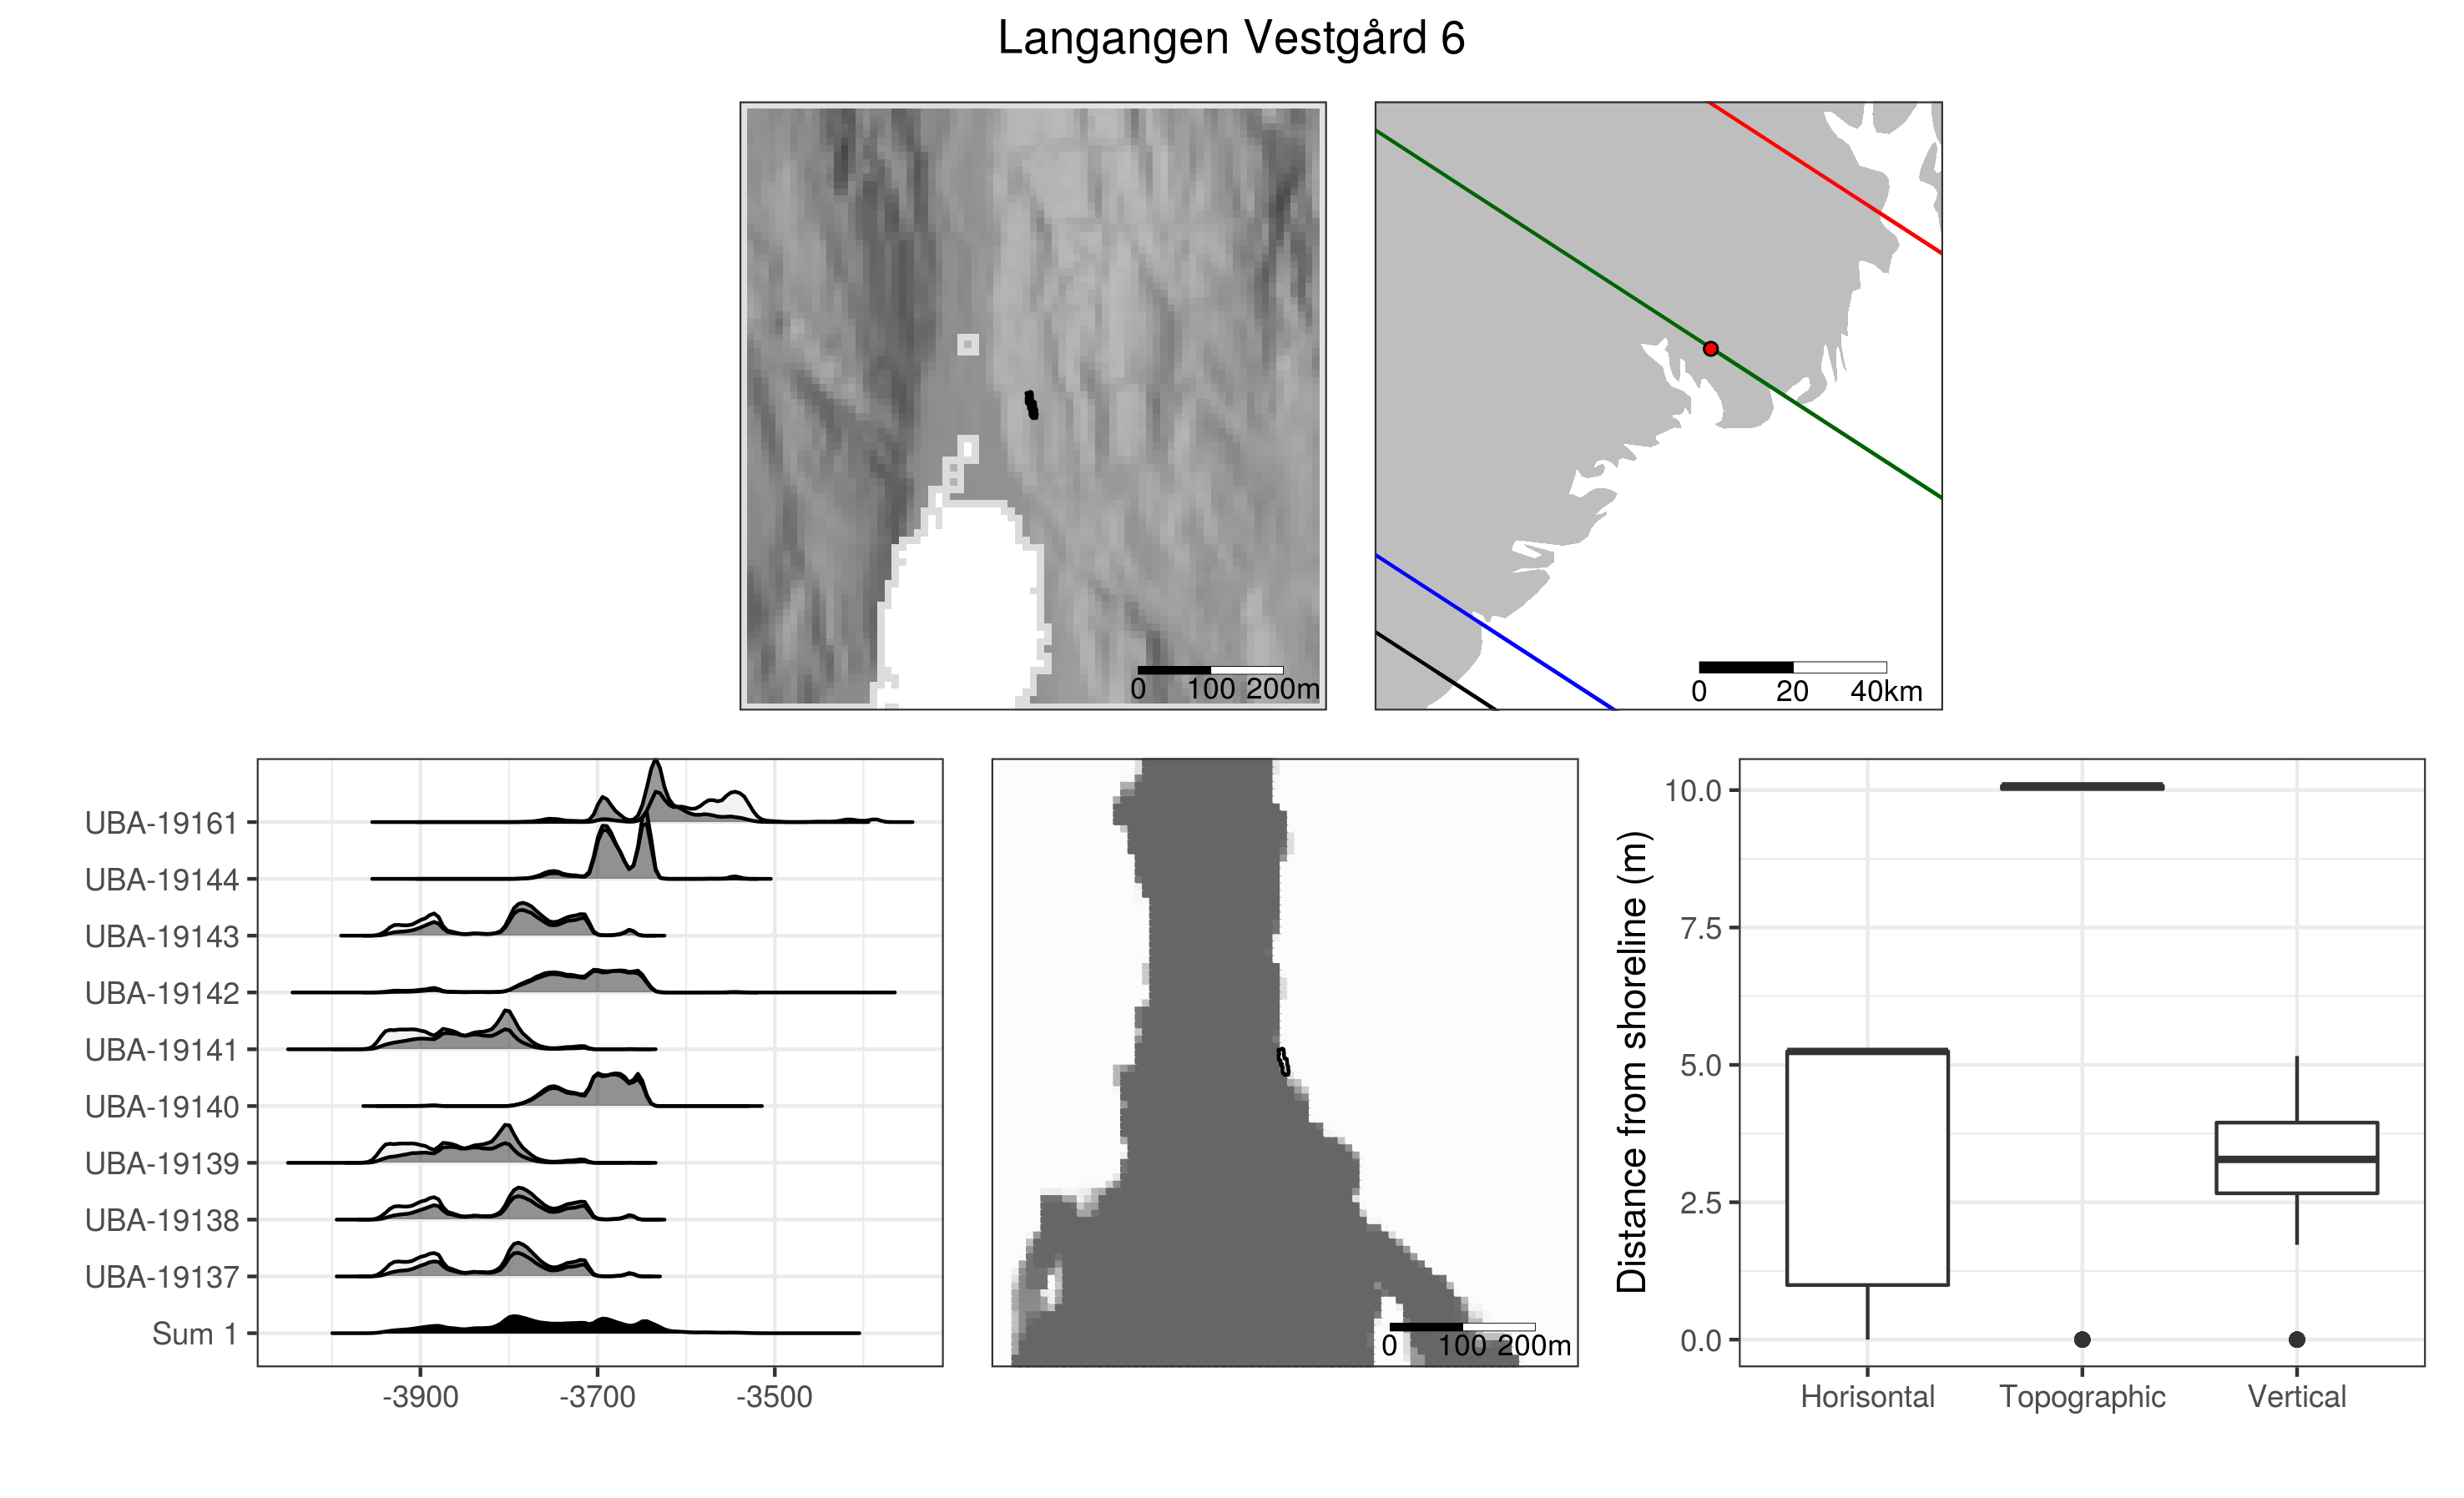 Langangen Vestgård 6
0 100 200m
0 20 40km
UBA-19161
UBA-19144
UBA-19143
UBA-19142
UBA-19141
UBA-19140
UBA-19139
UBA-19138
UBA-19137
Sum 1
-3900 -3700 -3500
0 100 200m
Distance from shoreline (m)
10.0
7.5
5.0
2.5
0.0
Horisontal Topographic Vertical